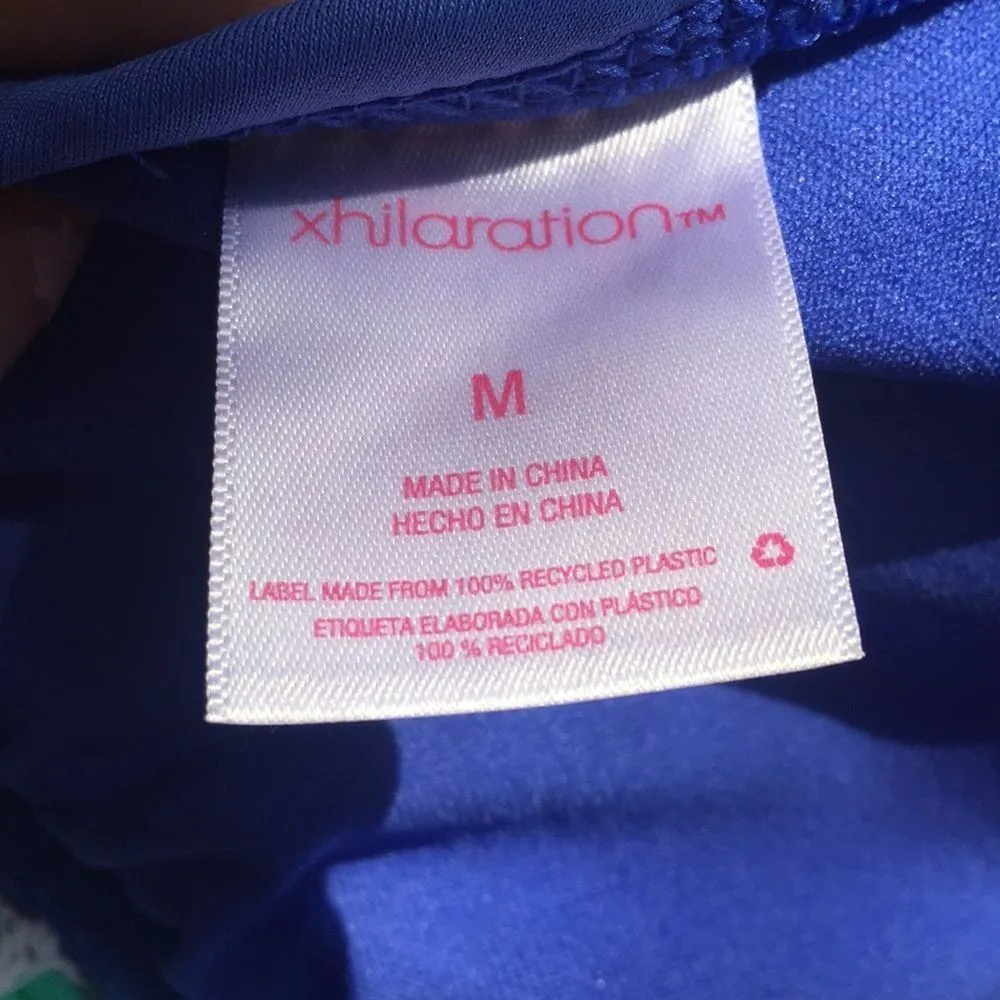 xhilaration™
M
MADE IN CHINA
HECHO EN CHINA
LABEL MADE FROM 100% RECYCLED PLASTIC
ETIQUETA ELABORADA CON PLÁSTICO
100 % RECICLADO